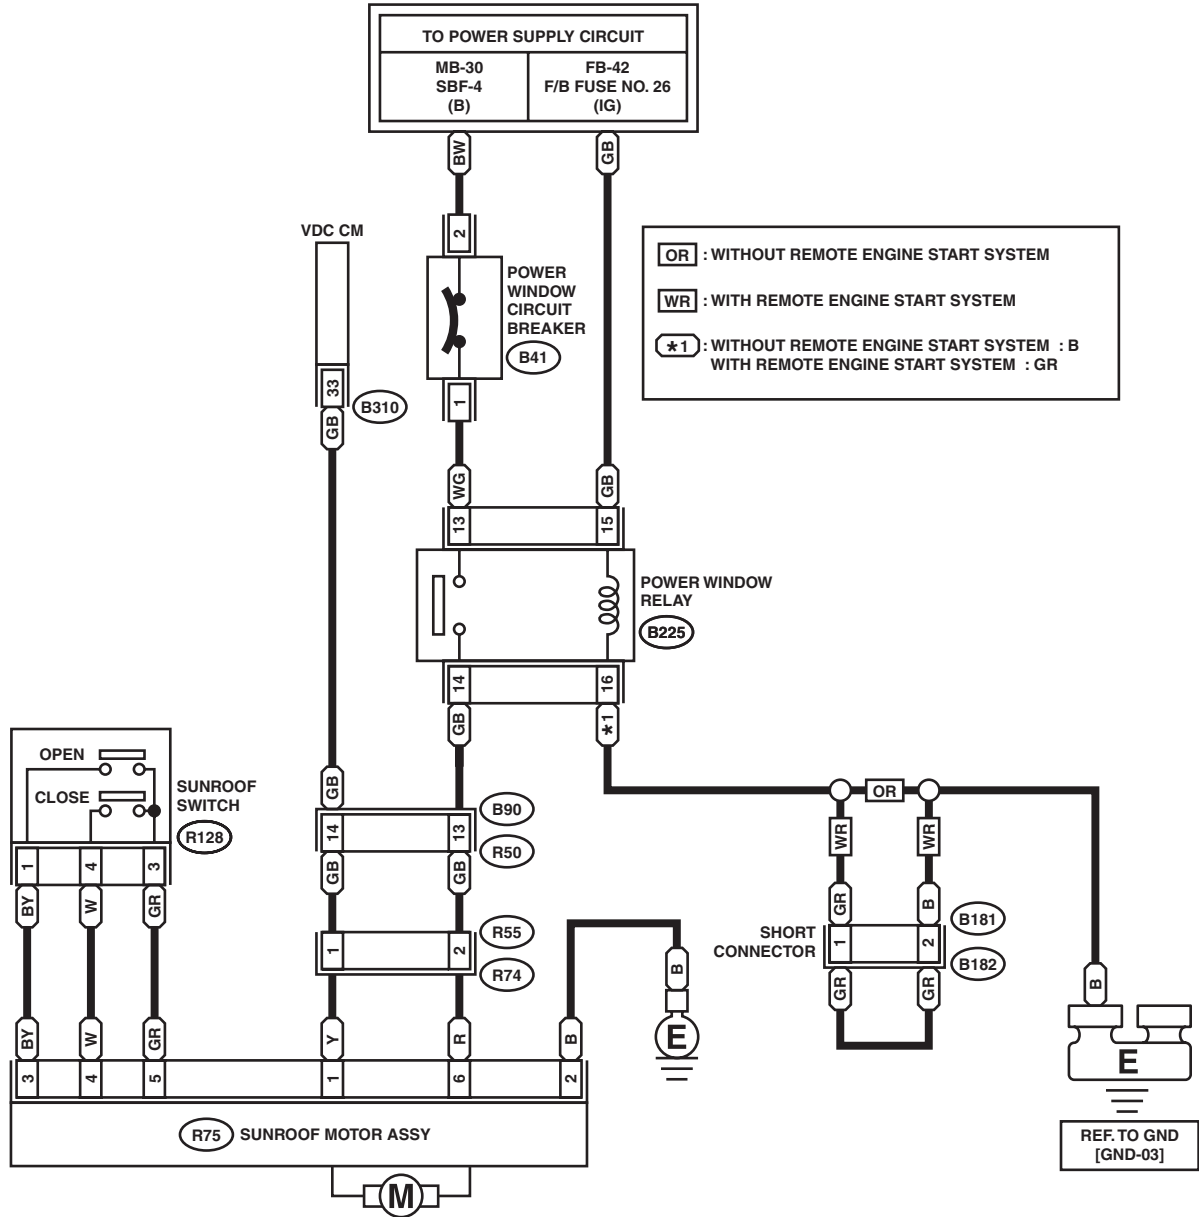 TO POWER SUPPLY CIRCUIT
MB-30
SBF-4
(B)
FB-42
F/B FUSE NO. 26
(IG)
BW
GB
VDC CM
2
POWER
WINDOW
CIRCUIT
BREAKER
B41
OR : WITHOUT REMOTE ENGINE START SYSTEM
WR : WITH REMOTE ENGINE START SYSTEM
*1 : WITHOUT REMOTE ENGINE START SYSTEM : B
WITH REMOTE ENGINE START SYSTEM : GR
33
B310
GB
1
WG
GB
13
15
POWER WINDOW
RELAY
B225
14
16
GB
*1
OPEN
CLOSE
SUNROOF
SWITCH
R128
1
4
3
BY
W
GR
GB
B90
14
13
R50
GB
GB
R55
1
2
R74
OR
WR
WR
GR
B
B181
SHORT
CONNECTOR
1
2
B182
GR
GR
B
E
B
E
REF. TO GND
[GND-03]
BY
W
GR
Y
R
B
3
4
5
1
6
2
R75 SUNROOF MOTOR ASSY
M